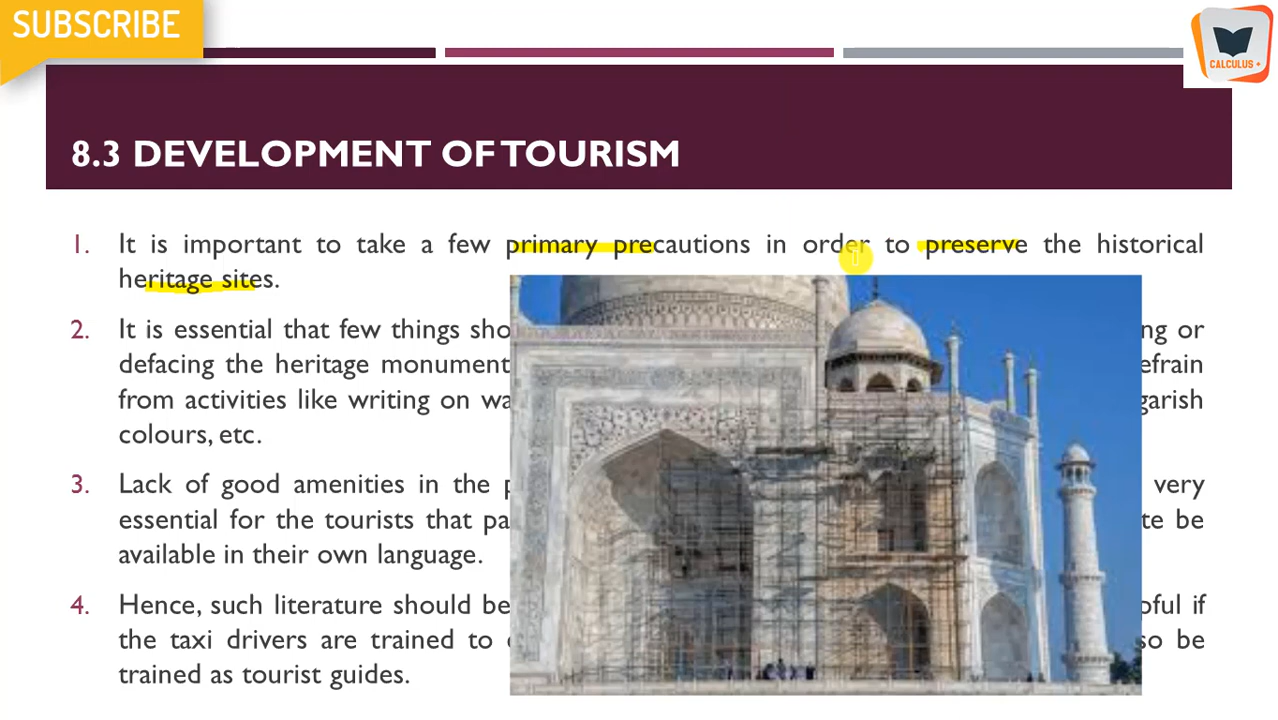 SUBSCRIBE
CALCULUS +
8.3 DEVELOPMENT OF TOURISM
1. It is important to take a few primary precautions in order to preserve the historical
heritage sites.
2. It is essential that few things ng or
defacing the heritage monument efrain
from activities like writing on garish
colours, etc.
3. Lack of good amenities in the very
essential for the tourists that te be
available in their own language.
4. Hence, such literature should be if
the taxi drivers are trained to so be
trained as tourist guides.